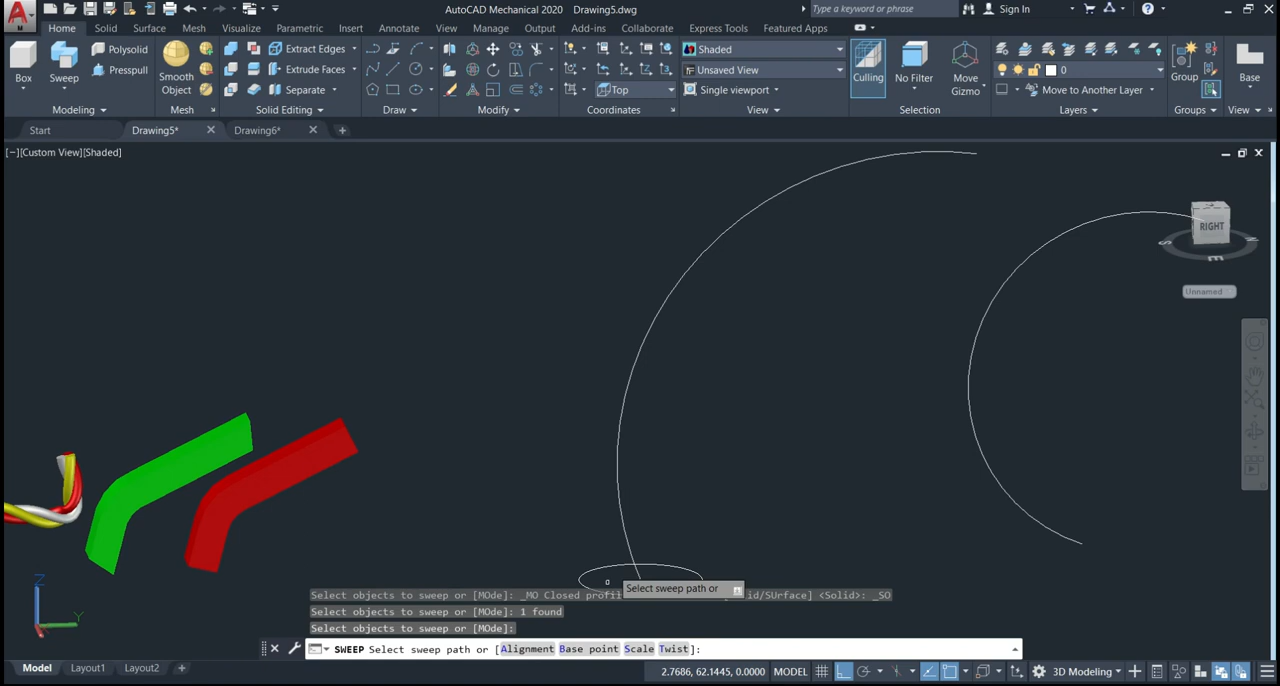 AutoCAD Mechanical 2020 Drawing5.dwg
Type a keyword or phrase
Sign In
Home Solid Surface Mesh Visualize Parametric Insert Annotate View Manage Output Add-ins Collaborate Express Tools Featured Apps
Box
Sweep
Polysolid
Presspull
Smooth
Object
Extract Edges
Extrude Faces
Separate
Top
Shaded
Unsaved View
Single viewport
Culling
No Filter
Move
Gizmo
0
Move to Another Layer
Group
Base
Modeling Mesh Solid Editing Draw Modify Coordinates View Selection Layers Groups View
Start Drawing5* Drawing6*
[−][Custom View][Shaded]
RIGHT
S
E
N
Unnamed
Select sweep path or
Select objects to sweep or [MOde]: _MO Closed profil
id/SUrface] <Solid>: _SO
Select objects to sweep or [MOde]: 1 found
Select objects to sweep or [MOde]:
SWEEP Select sweep path or [Alignment Base point Scale Twist]:
Z
Y
Model Layout1 Layout2
2.7686, 62.1445, 0.0000 MODEL
3D Modeling